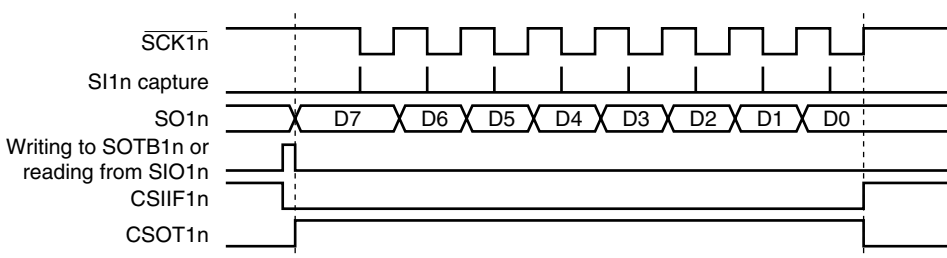 SCK1n
SI1n capture
SO1n
D7 D6 D5 D4 D3 D2 D1 D0
Writing to SOTB1n or
reading from SIO1n
CSIIF1n
CSOT1n